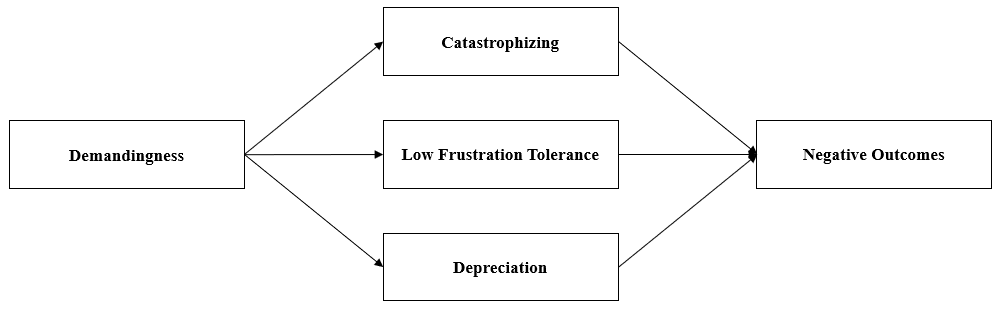 Catastrophizing
Demandingness
Low Frustration Tolerance
Negative Outcomes
Depreciation